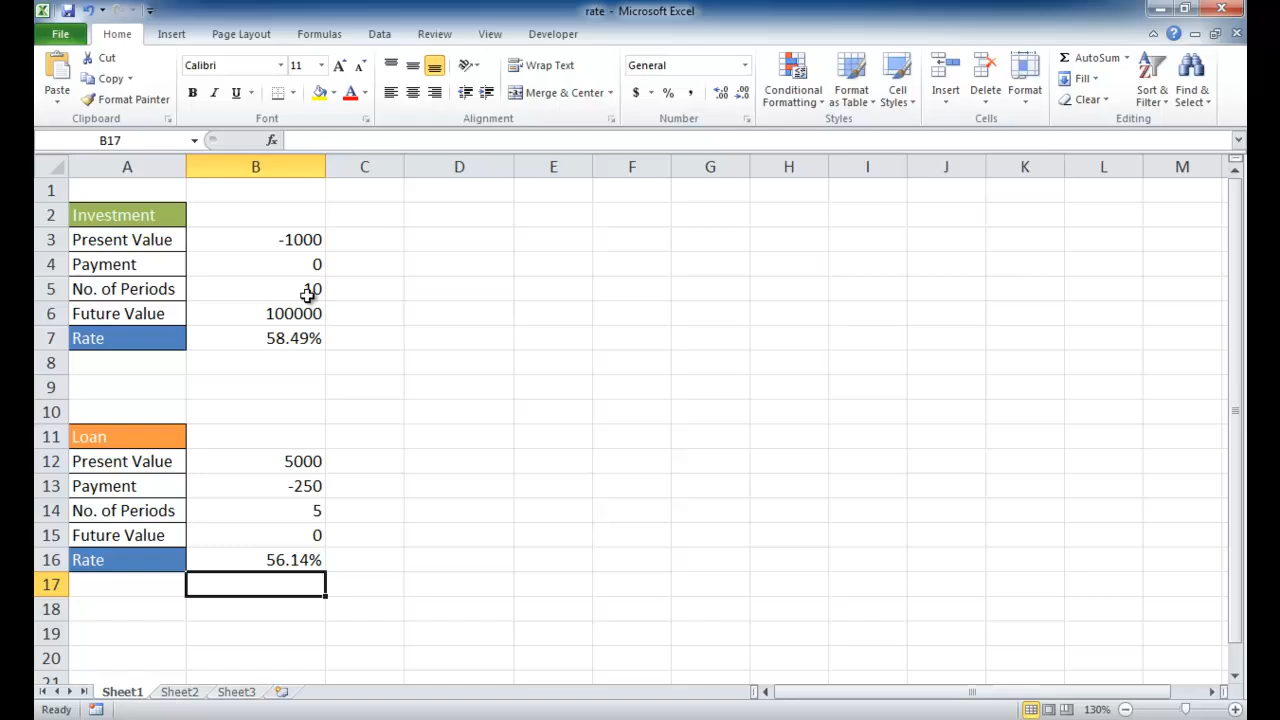 rate - Microsoft Excel
File Home Insert Page Layout Formulas Data Review View Developer
Paste
Cut
Copy
Format Painter
Clipboard
Calibri 11
B I U
Font
Wrap Text
Merge & Center
Alignment
General
$ % ,
Number
Conditional Formatting
Format as Table
Cell Styles
Styles
Insert
Delete
Format
Cells
AutoSum
Fill
Clear
Sort & Filter
Find & Select
Editing
B17 fx
A B C D E F G H I J K L M
1
2 Investment
3 Present Value -1000
4 Payment 0
5 No. of Periods 10
6 Future Value 100000
7 Rate 58.49%
8
9
10
11 Loan
12 Present Value 5000
13 Payment -250
14 No. of Periods 5
15 Future Value 0
16 Rate 56.14%
17
18
19
20
21
Sheet1 Sheet2 Sheet3
Ready 130%